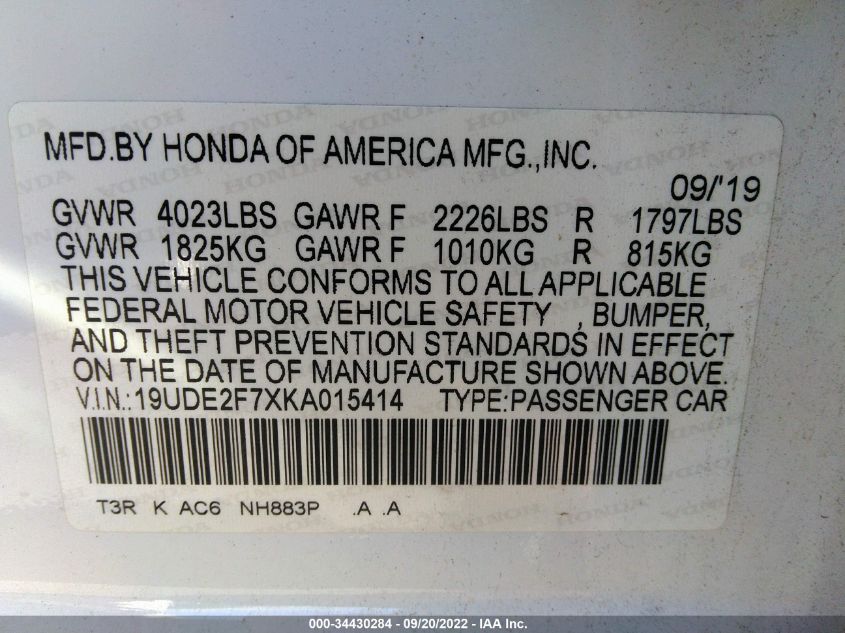 MFD.BY HONDA OF AMERICA MFG.,INC.
09/'19
GVWR 4023LBS GAWR F 2226LBS R 1797LBS
GVWR 1825KG GAWR F 1010KG R 815KG
THIS VEHICLE CONFORMS TO ALL APPLICABLE
FEDERAL MOTOR VEHICLE SAFETY , BUMPER,
AND THEFT PREVENTION STANDARDS IN EFFECT
ON THE DATE OF MANUFACTURE SHOWN ABOVE.
V.I.N.:19UDE2F7XKA015414 TYPE:PASSENGER CAR
T3R K AC6 NH883P .A .A
000-34430284 - 09/20/2022 - IAA Inc.